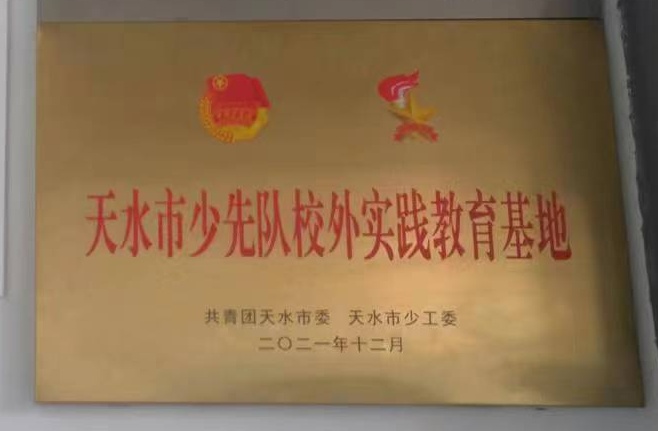 天水市少先队校外实践教育基地
共青团天水市委 天水市少工委
二〇二一年十二月